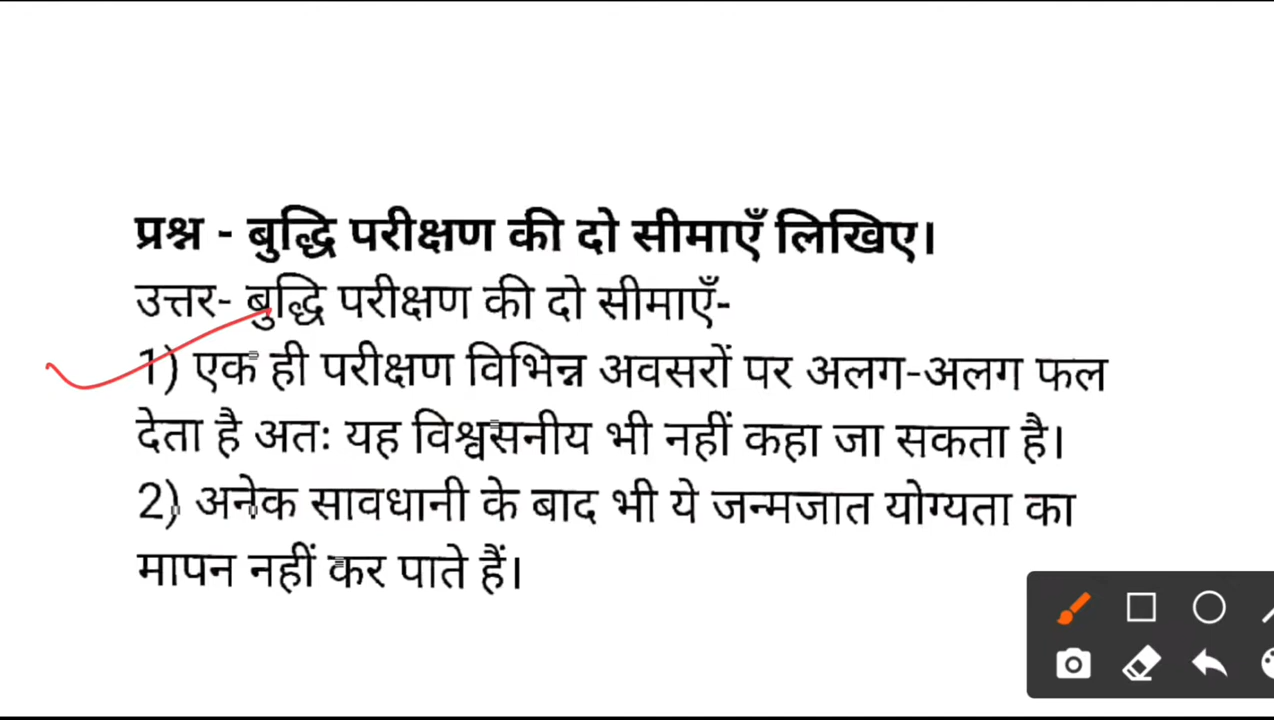 प्रश्न - बुद्धि परीक्षण की दो सीमाएँ लिखिए।
उत्तर- बुद्धि परीक्षण की दो सीमाएँ-
1) एक ही परीक्षण विभिन्न अवसरों पर अलग-अलग फल
देता है अतः यह विश्वसनीय भी नहीं कहा जा सकता है।
2) अनेक सावधानी के बाद भी ये जन्मजात योग्यता का
मापन नहीं कर पाते हैं।